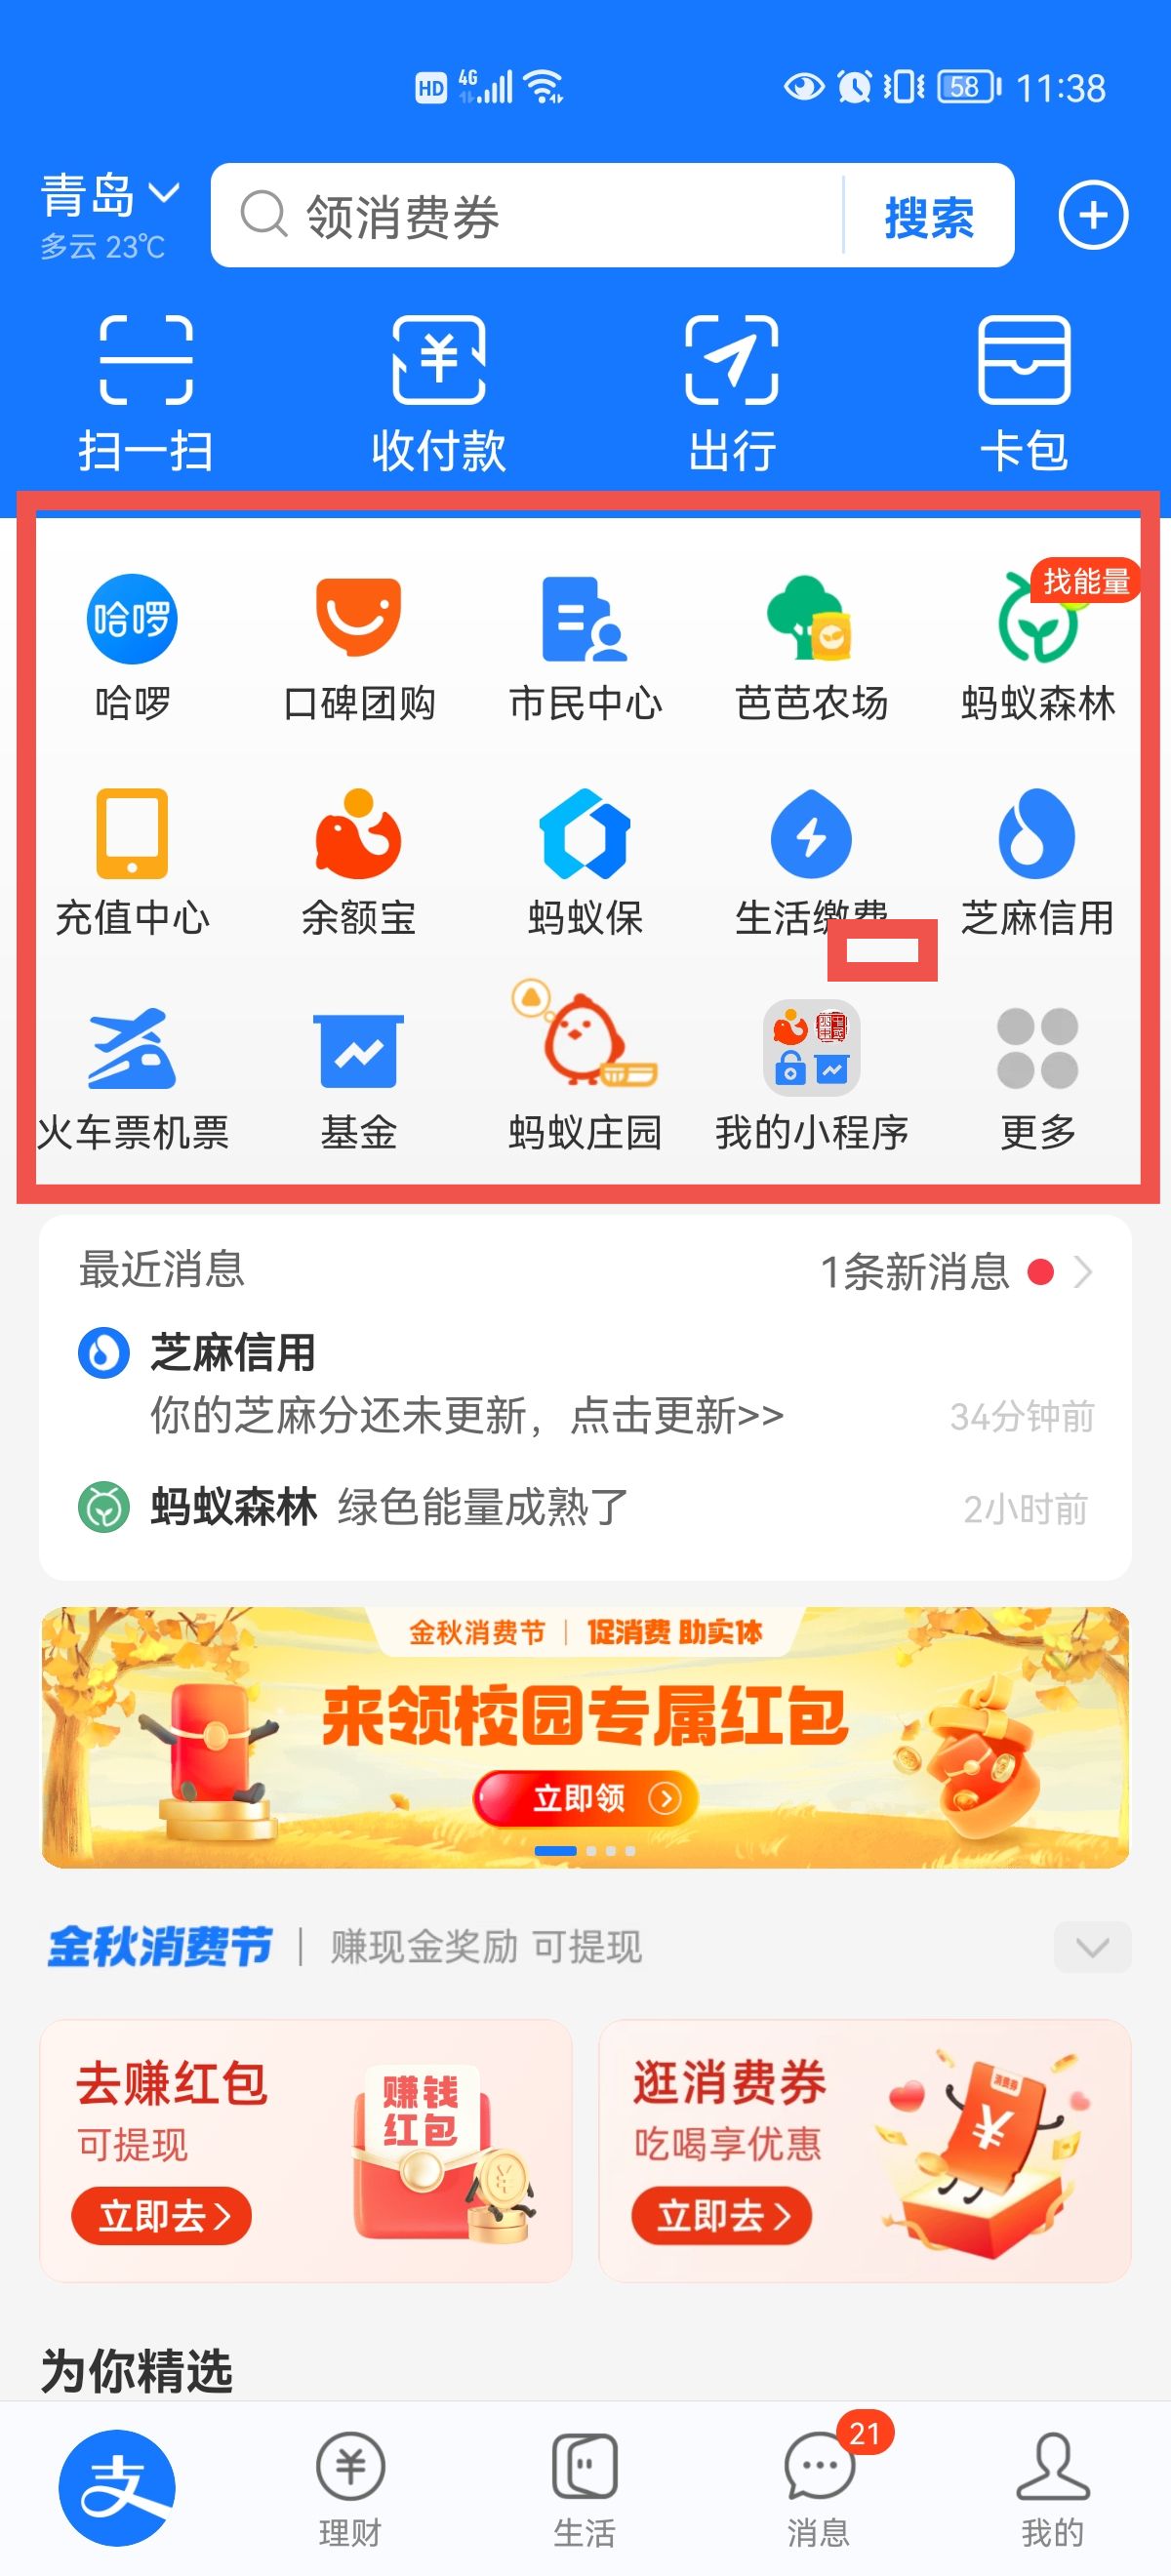 HD 4G 58 11:38
青岛
多云 23℃
领消费券 搜索
扫一扫 收付款 出行 卡包
找能量
哈啰
哈啰 口碑团购 市民中心 芭芭农场 蚂蚁森林
充值中心 余额宝 蚂蚁保 生活缴费 芝麻信用
火车票机票 基金 蚂蚁庄园 我的小程序 更多
最近消息 1条新消息
芝麻信用
你的芝麻分还未更新，点击更新>> 34分钟前
蚂蚁森林 绿色能量成熟了 2小时前
金秋消费节 | 促消费 助实体
来领校园专属红包
立即领
金秋消费节 | 赚现金奖励 可提现
去赚红包
可提现
立即去
赚钱
红包
逛消费券
吃喝享优惠
立即去
消费券
¥
为你精选
支
理财 生活 消息 21 我的